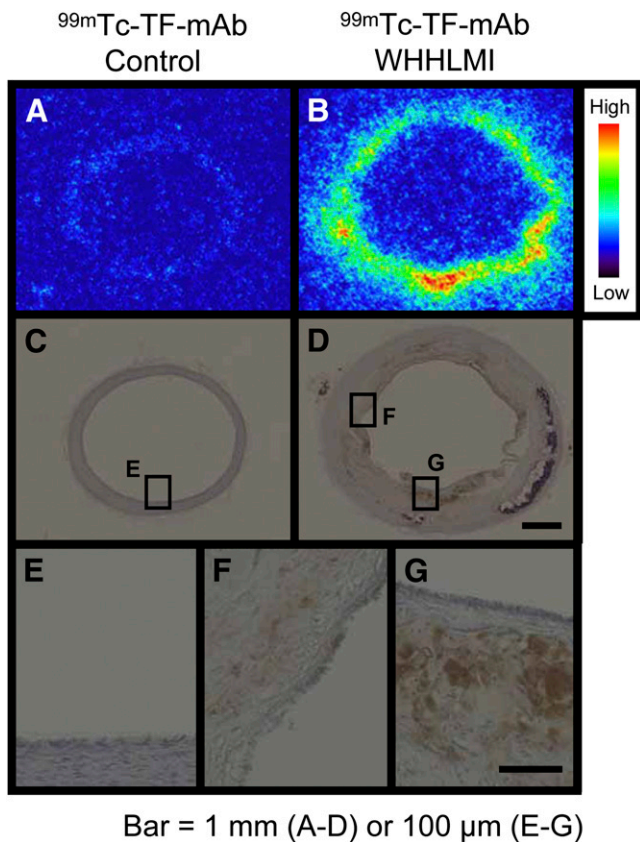 99mTc-TF-mAb
Control
99mTc-TF-mAb
WHHLMI
A
B
High
Low
C
E
D
F
G
E
F
G
Bar = 1 mm (A-D) or 100 µm (E-G)